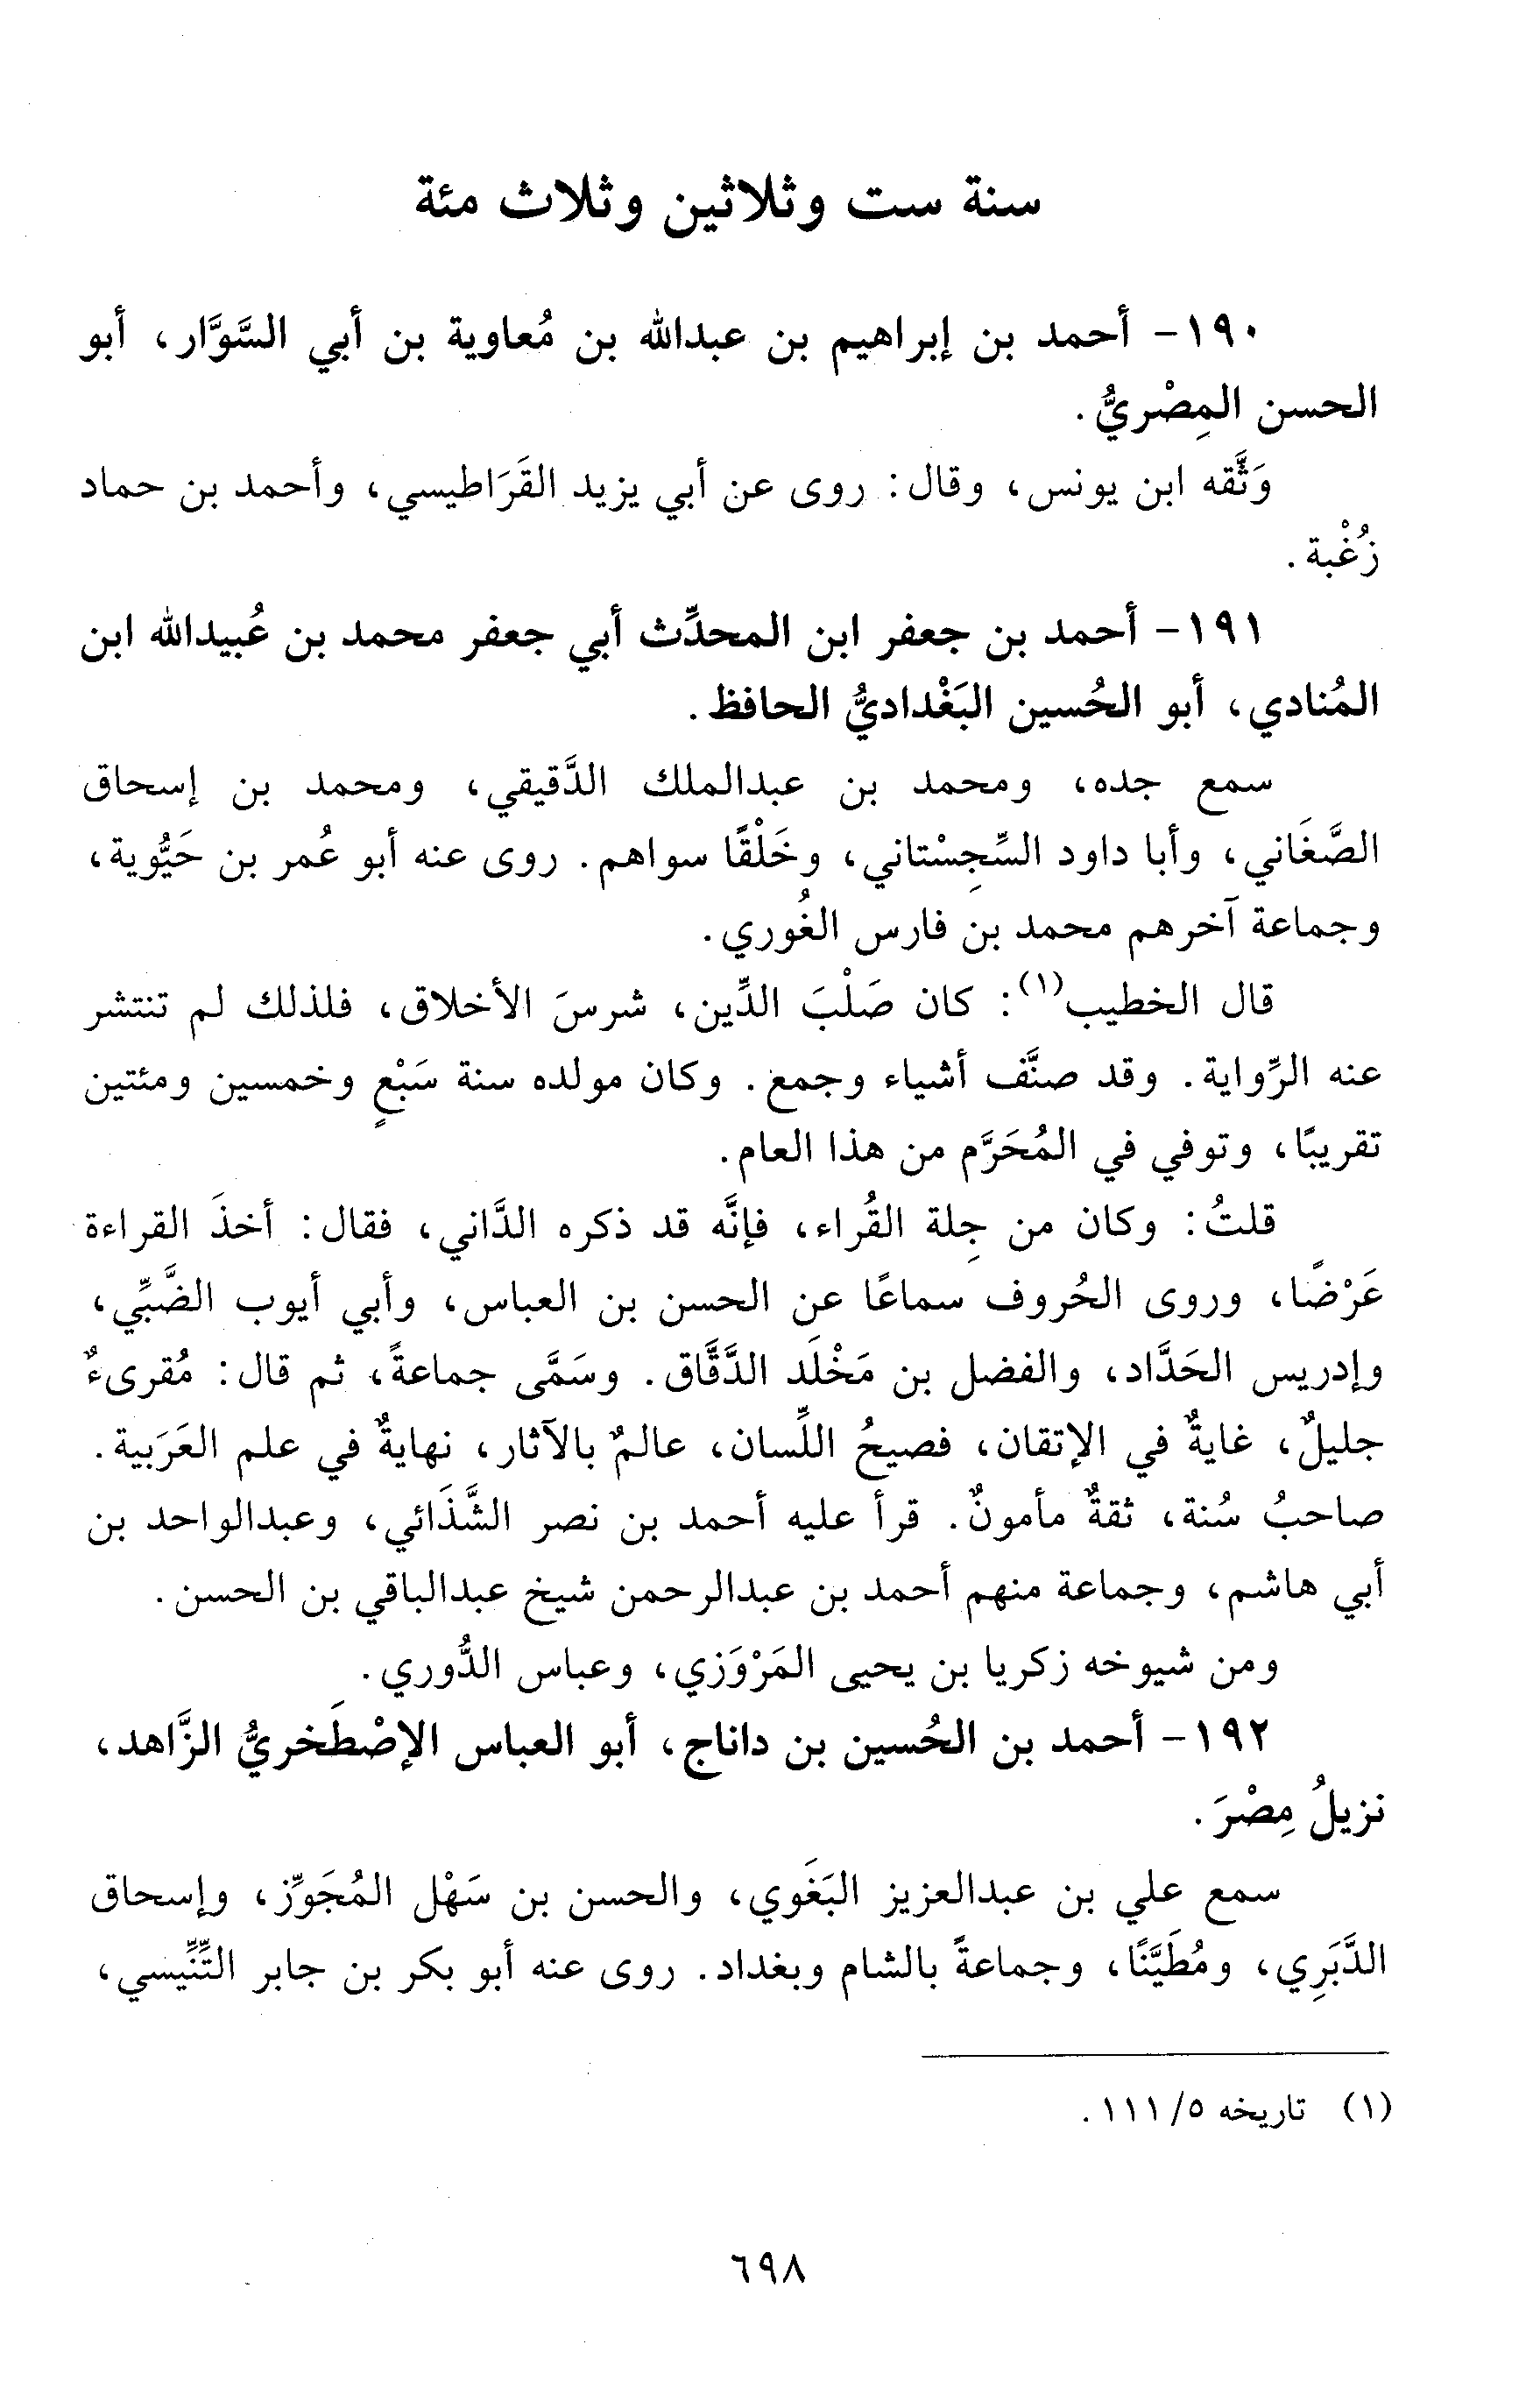 سنة ست وثلاثين وثلاث مئة
١٩٠- أحمد بن إبراهيم بن عبدالله بن مُعاوية بن أبي السَّوَّار، أبو
الحسن المِصْريُّ.
وَثَّقه ابن يونس، وقال: روى عن أبي يزيد القَرَاطيسي، وأحمد بن حماد
زُغْبة.
١٩١- أحمد بن جعفر ابن المحدِّث أبي جعفر محمد بن عُبيدالله ابن
المُنادي، أبو الحُسين البَغْداديُّ الحافظ.
سمع جده، ومحمد بن عبدالملك الدَّقيقي، ومحمد بن إسحاق
الصَّغَاني، وأبا داود السِّجِسْتاني، وخَلْقًا سواهم. روى عنه أبو عُمر بن حَيُّوية،
وجماعة آخرهم محمد بن فارس الغُوري.
قال الخطيب(١): كان صَلْبَ الدِّين، شرسَ الأخلاق، فلذلك لم تنتشر
عنه الرِّواية. وقد صنَّف أشياء وجمع. وكان مولده سنة سَبْعٍ وخمسين ومئتين
تقريبًا، وتوفي في المُحَرَّم من هذا العام.
قلتُ: وكان من جِلة القُراء، فإنَّه قد ذكره الدَّاني، فقال: أخذَ القراءة
عَرْضًا، وروى الحُروف سماعًا عن الحسن بن العباس، وأبي أيوب الضَّبِّي،
وإدريس الحَدَّاد، والفضل بن مَخْلَد الدَّقَّاق. وسَمَّى جماعةً، ثم قال: مُقرىءٌ
جليلٌ، غايةٌ في الإتقان، فصيحُ اللِّسان، عالمٌ بالآثار، نهايةٌ في علم العَرَبية.
صاحبُ سُنة، ثقةٌ مأمونٌ. قرأ عليه أحمد بن نصر الشَّذَائي، وعبدالواحد بن
أبي هاشم، وجماعة منهم أحمد بن عبدالرحمن شيخ عبدالباقي بن الحسن.
ومن شيوخه زكريا بن يحيى المَرْوَزي، وعباس الدُّوري.
١٩٢- أحمد بن الحُسين بن داناج، أبو العباس الإصْطَخريُّ الزَّاهد،
نزيلُ مِصْرَ.
سمع علي بن عبدالعزيز البَغَوي، والحسن بن سَهْل المُجَوِّز، وإسحاق
الدَّبَرِي، ومُطَيَّنًا، وجماعةً بالشام وبغداد. روى عنه أبو بكر بن جابر التِّنِّيسي،
(١) تاريخه ٥/ ١١١.
٦٩٨